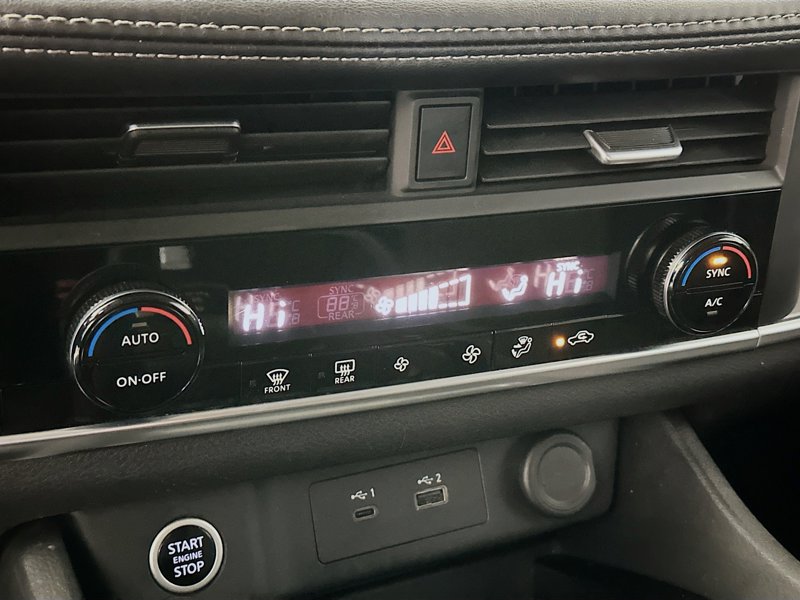 SYNC
Hi
SYNC
88
REAR
SYNC
Hi
AUTO
ON·OFF
FRONT
REAR
SYNC
A/C
1
2
START
ENGINE
STOP